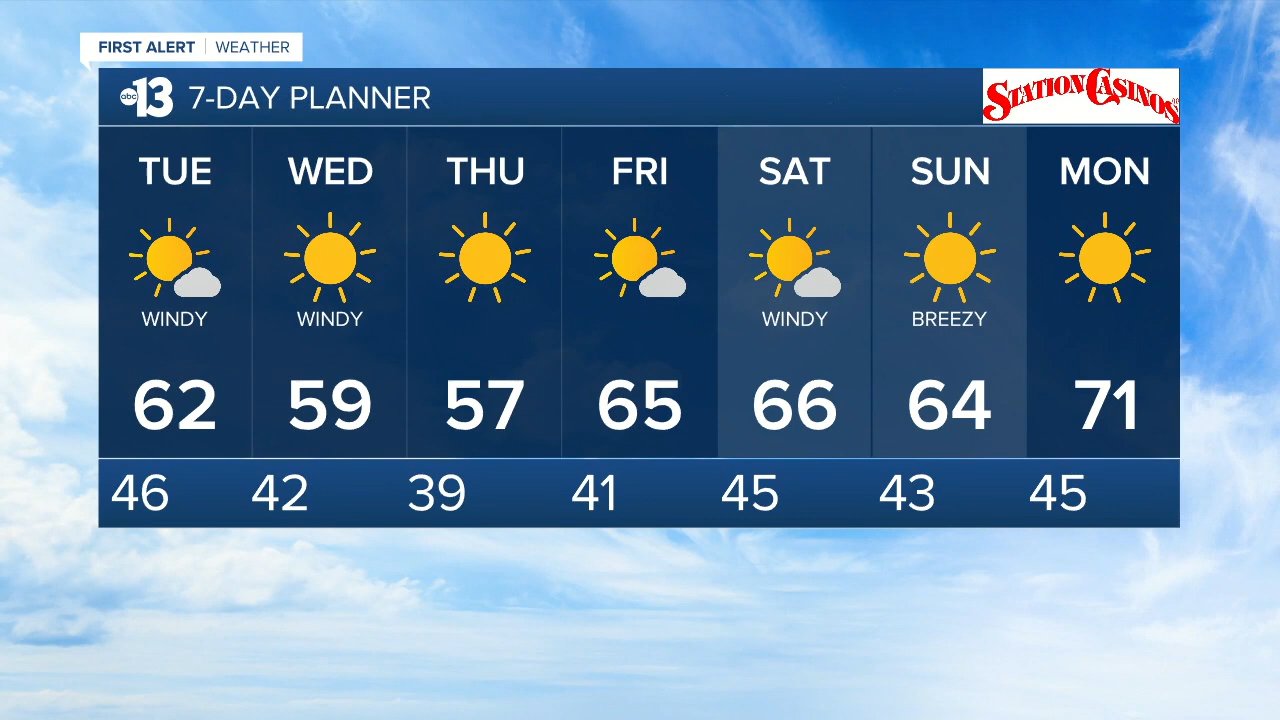 FIRST ALERT | WEATHER
abc 13 7-DAY PLANNER
STATION CASINOS
TUE WED THU FRI SAT SUN MON
WINDY WINDY WINDY BREEZY
62 59 57 65 66 64 71
46 42 39 41 45 43 45